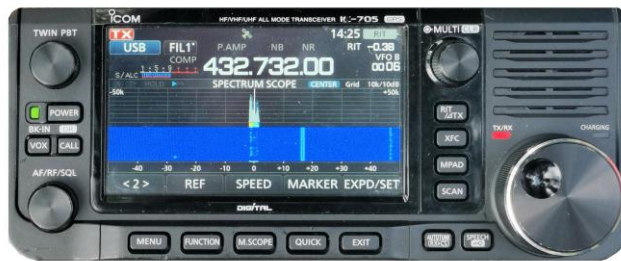 ICOM
HF/VHF/UHF ALL MODE TRANSCEIVER IC-705 GPS
TWIN PBT
TX
14:25 RIT
MULTI CLR
USB FIL1 P.AMP NB NR RIT -0.38
COMP
VFO B
432.732.00
00 06
S/ALC
HOLD
SPECTRUM SCOPE CENTER Grid 10k/10dB
-50k
+50k
-40 -30 -20 -10 0 +10 +20 +30 +40
<2> REF SPEED MARKER EXPD/SET
DIGITAL
POWER
BK-IN
VOX CALL
AF/RF/SQL
RIT
XFC
MPAD
SCAN
TX/RX
CHARGING
MENU FUNCTION M.SCOPE QUICK EXIT
SPEECH